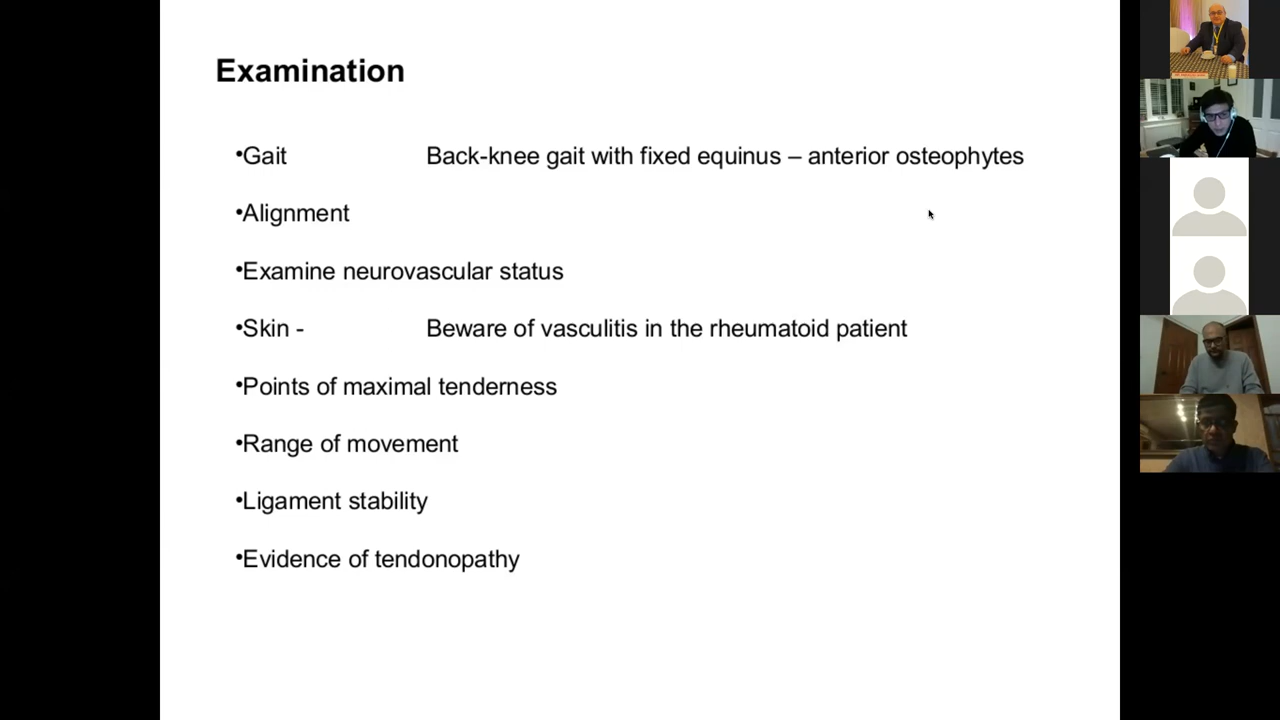 Examination
•Gait Back-knee gait with fixed equinus – anterior osteophytes
•Alignment
•Examine neurovascular status
•Skin - Beware of vasculitis in the rheumatoid patient
•Points of maximal tenderness
•Range of movement
•Ligament stability
•Evidence of tendonopathy